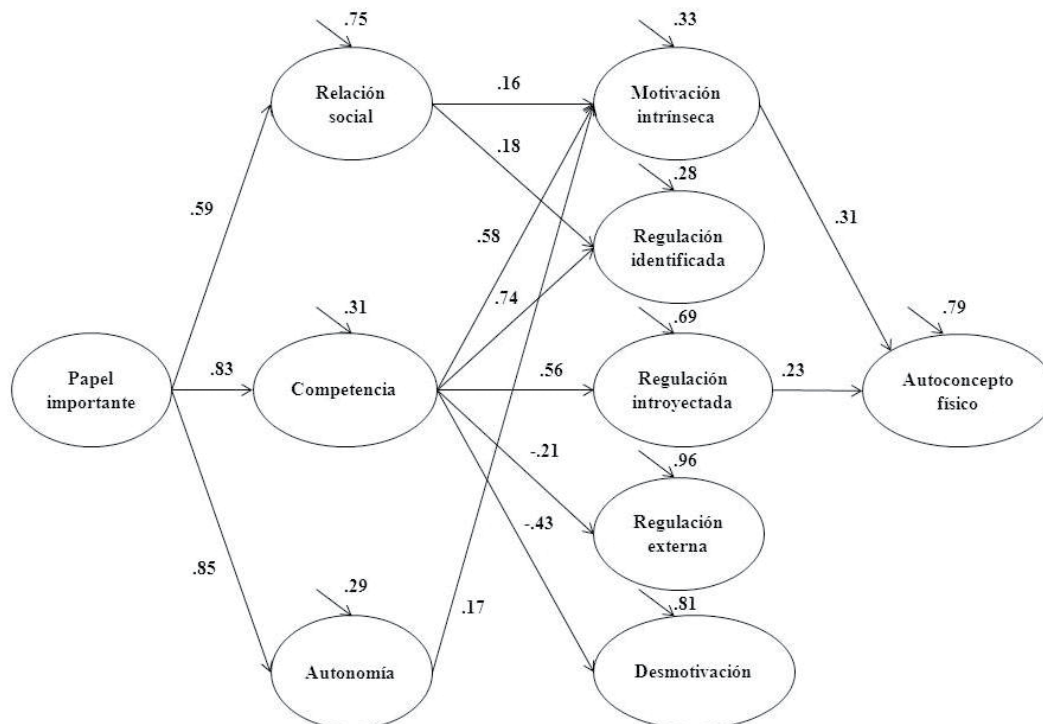 .75
.33
Relación
social
.16
Motivación
intrínseca
.18
.28
.59
.58
Regulación
identificada
.31
.74
.31
.69
.79
Papel
importante
.83
Competencia
.56
Regulación
introyectada
.23
Autoconcepto
físico
-.21
.96
-.43
Regulación
externa
.85
.29
.17
.81
Autonomía
Desmotivación